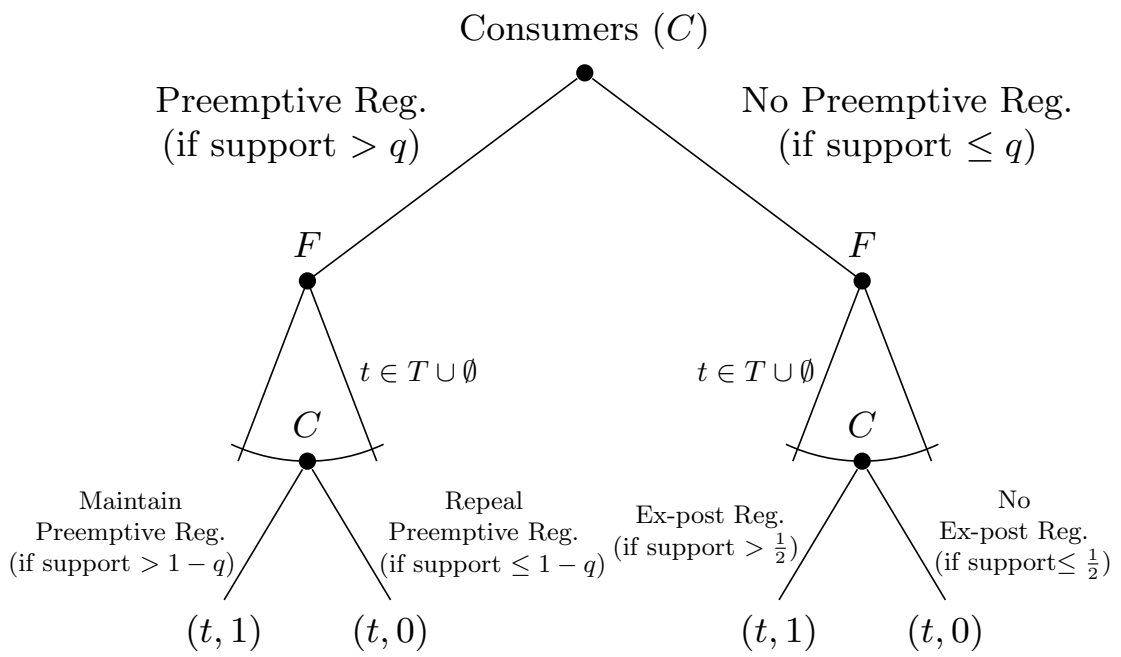 Consumers (C)
Preemptive Reg.
(if support > q)
No Preemptive Reg.
(if support ≤ q)
F
F
t ∈ T ∪ ∅
t ∈ T ∪ ∅
C
C
Maintain
Preemptive Reg.
(if support > 1 − q)
Repeal
Preemptive Reg.
(if support ≤ 1 − q)
Ex-post Reg.
(if support > 1/2)
No
Ex-post Reg.
(if support≤ 1/2)
(t, 1)
(t, 0)
(t, 1)
(t, 0)